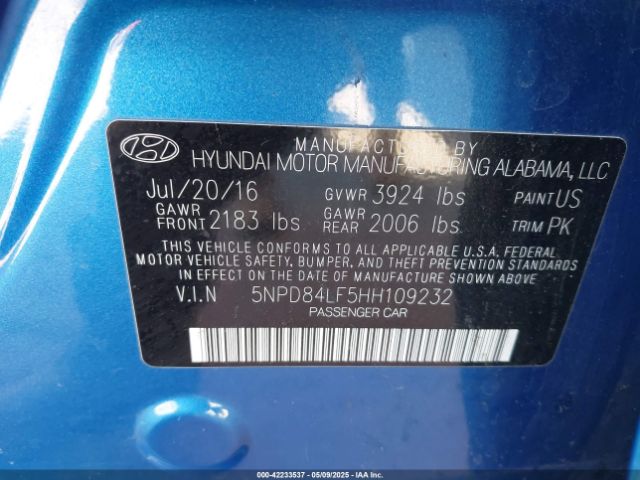 MANUFACTURED BY
HYUNDAI MOTOR MANUFACTURING ALABAMA, LLC
Jul/20/16 GVWR 3924 lbs PAINT US
GAWR FRONT 2183 lbs GAWR REAR 2006 lbs. TRIM PK
THIS VEHICLE CONFORMS TO ALL APPLICABLE U.S.A. FEDERAL
MOTOR VEHICLE SAFETY, BUMPER, AND THEFT PREVENTION STANDARDS
IN EFFECT ON THE DATE OF MANUFACTURE SHOWN ABOVE.
V.I.N 5NPD84LF5HH109232
PASSENGER CAR
000-42233537 - 05/09/2025 - IAAI, Inc. Copyright